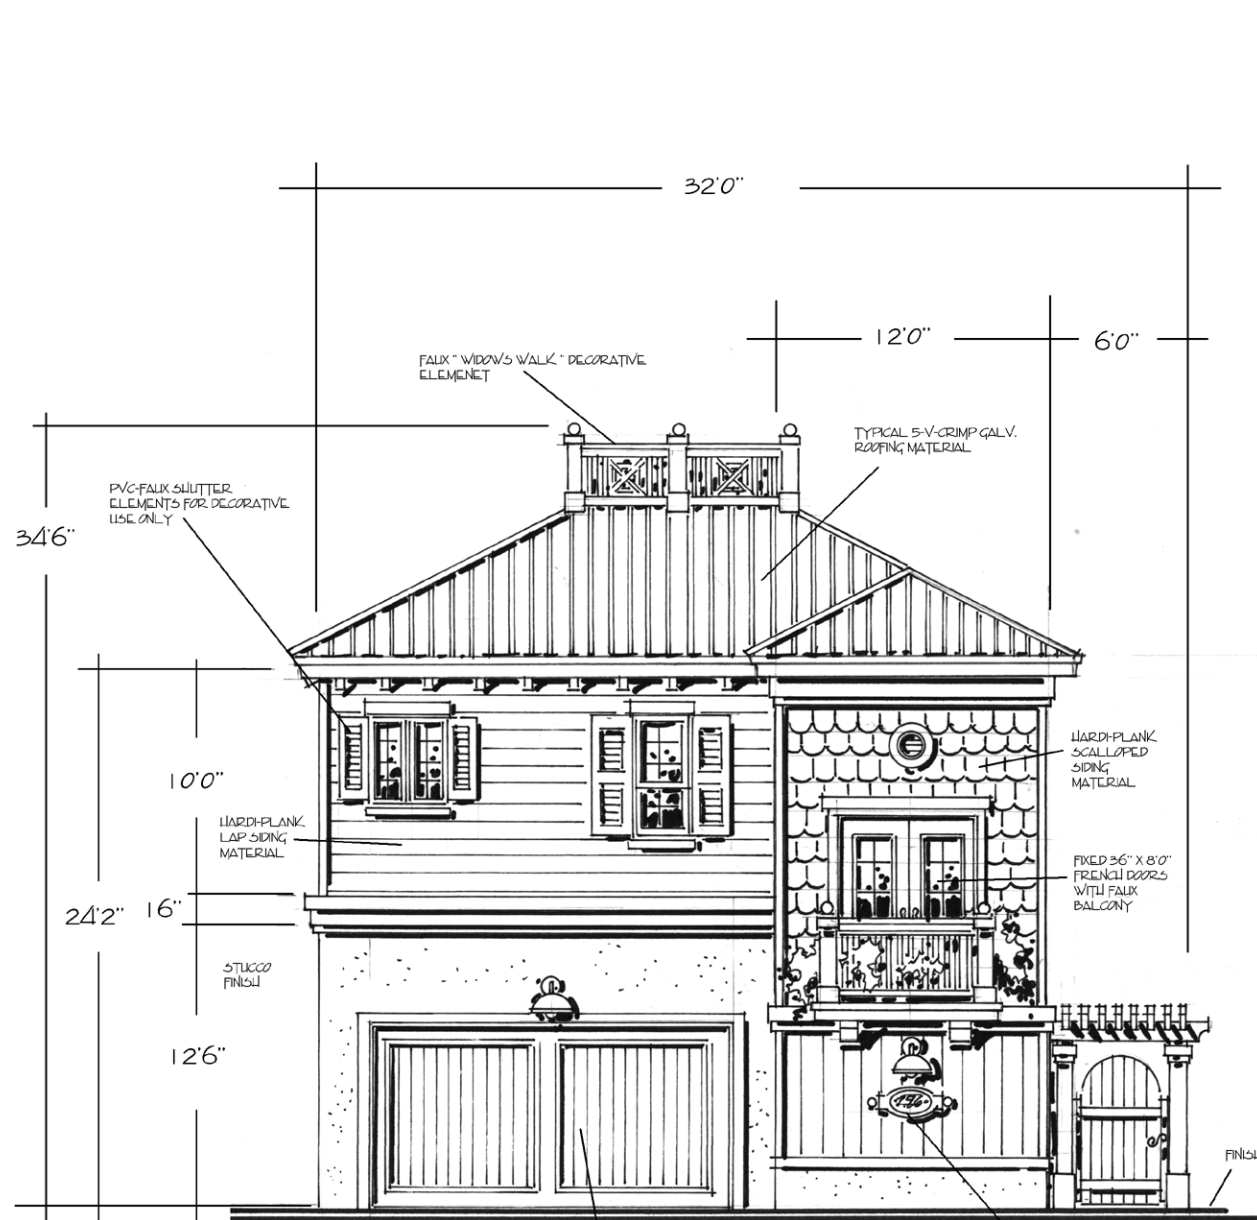 32'0"
12'0"
6'0"
FAUX " WIDOWS WALK " DECORATIVE
ELEMENET
TYPICAL 5-V-CRIMP GALV.
ROOFING MATERIAL
PVC-FAUX SHUTTER
ELEMENTS FOR DECORATIVE
USE ONLY
34'6"
HARDI-PLANK
SCALLOPED
SIDING
MATERIAL
10'0"
HARDI-PLANK
LAP SIDING
MATERIAL
FIXED 36" X 8'0"
FRENCH DOORS
WITH FAUX
BALCONY
24'2"
16"
STUCCO
FINISH
12'6"